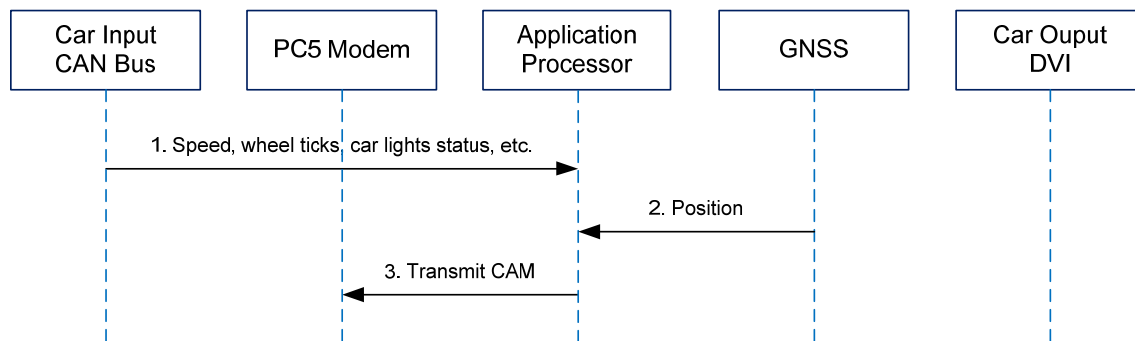 Car Input
CAN Bus
PC5 Modem
Application
Processor
GNSS
Car Ouput
DVI
1. Speed, wheel ticks, car lights status, etc.
2. Position
3. Transmit CAM